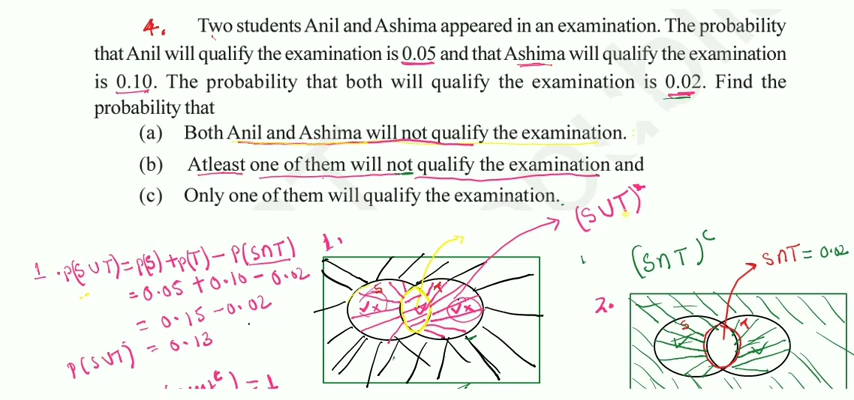 4. Two students Anil and Ashima appeared in an examination. The probability
that Anil will qualify the examination is 0.05 and that Ashima will qualify the examination
is 0.10. The probability that both will qualify the examination is 0.02. Find the
probability that
(a) Both Anil and Ashima will not qualify the examination.
(b) Atleast one of them will not qualify the examination and
(c) Only one of them will qualify the examination.
1. P(S∪T) = P(S) + P(T) - P(S∩T)
= 0.05 + 0.10 - 0.02
= 0.15 - 0.02
P(S∪T) = 0.13
) = 1
1.
S T
(S∪T)
(S∩T)ᶜ
S∩T = 0.02
2.
S T